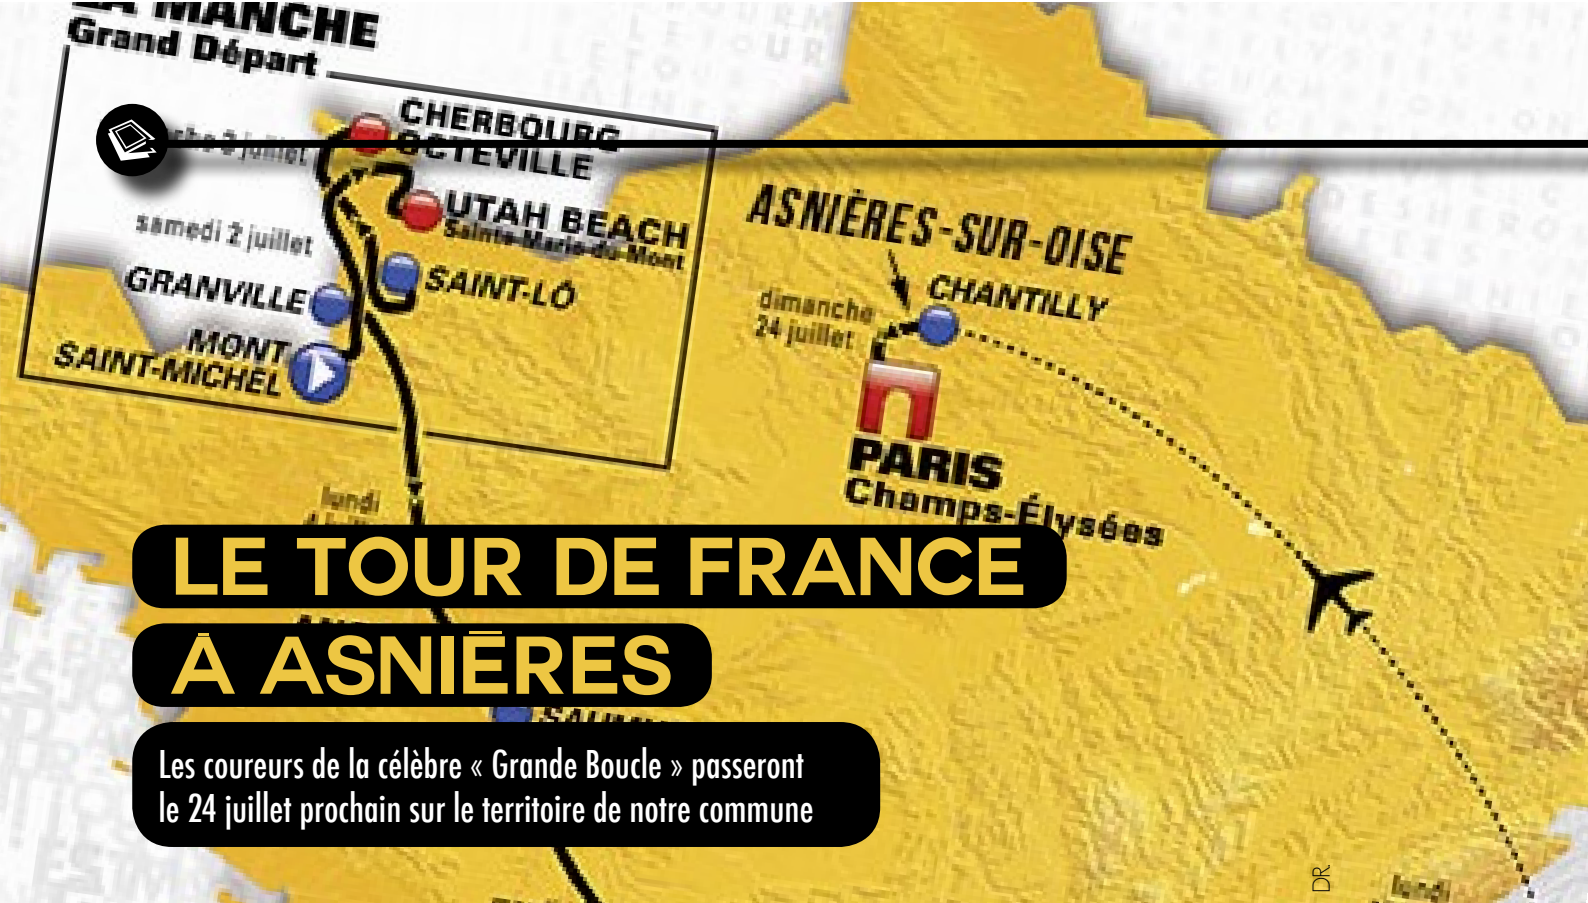 LA MANCHE
Grand Départ
CHERBOURG
OCTEVILLE
juillet
UTAH BEACH
Sainte-Marie-du-Mont
samedi 2 juillet
SAINT-LÔ
GRANVILLE
MONT
SAINT-MICHEL
ASNIÈRES-SUR-OISE
CHANTILLY
dimanche
24 juillet
PARIS
Champs-Élysées
lundi
LE TOUR DE FRANCE
À ASNIÈRES
Les coureurs de la célèbre « Grande Boucle » passeront
le 24 juillet prochain sur le territoire de notre commune
DR
lundi